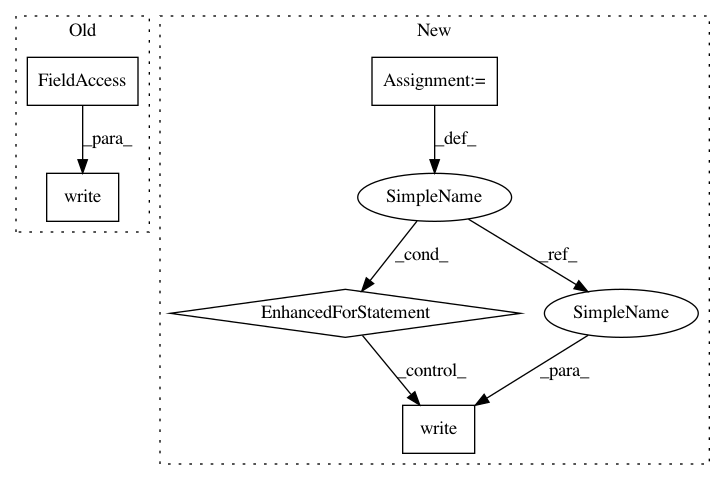 Old
New
FieldAccess
Assignment:=
_para_
_def_
write
SimpleName
_cond_
_ref_
EnhancedForStatement
SimpleName
_control_
_para_
write